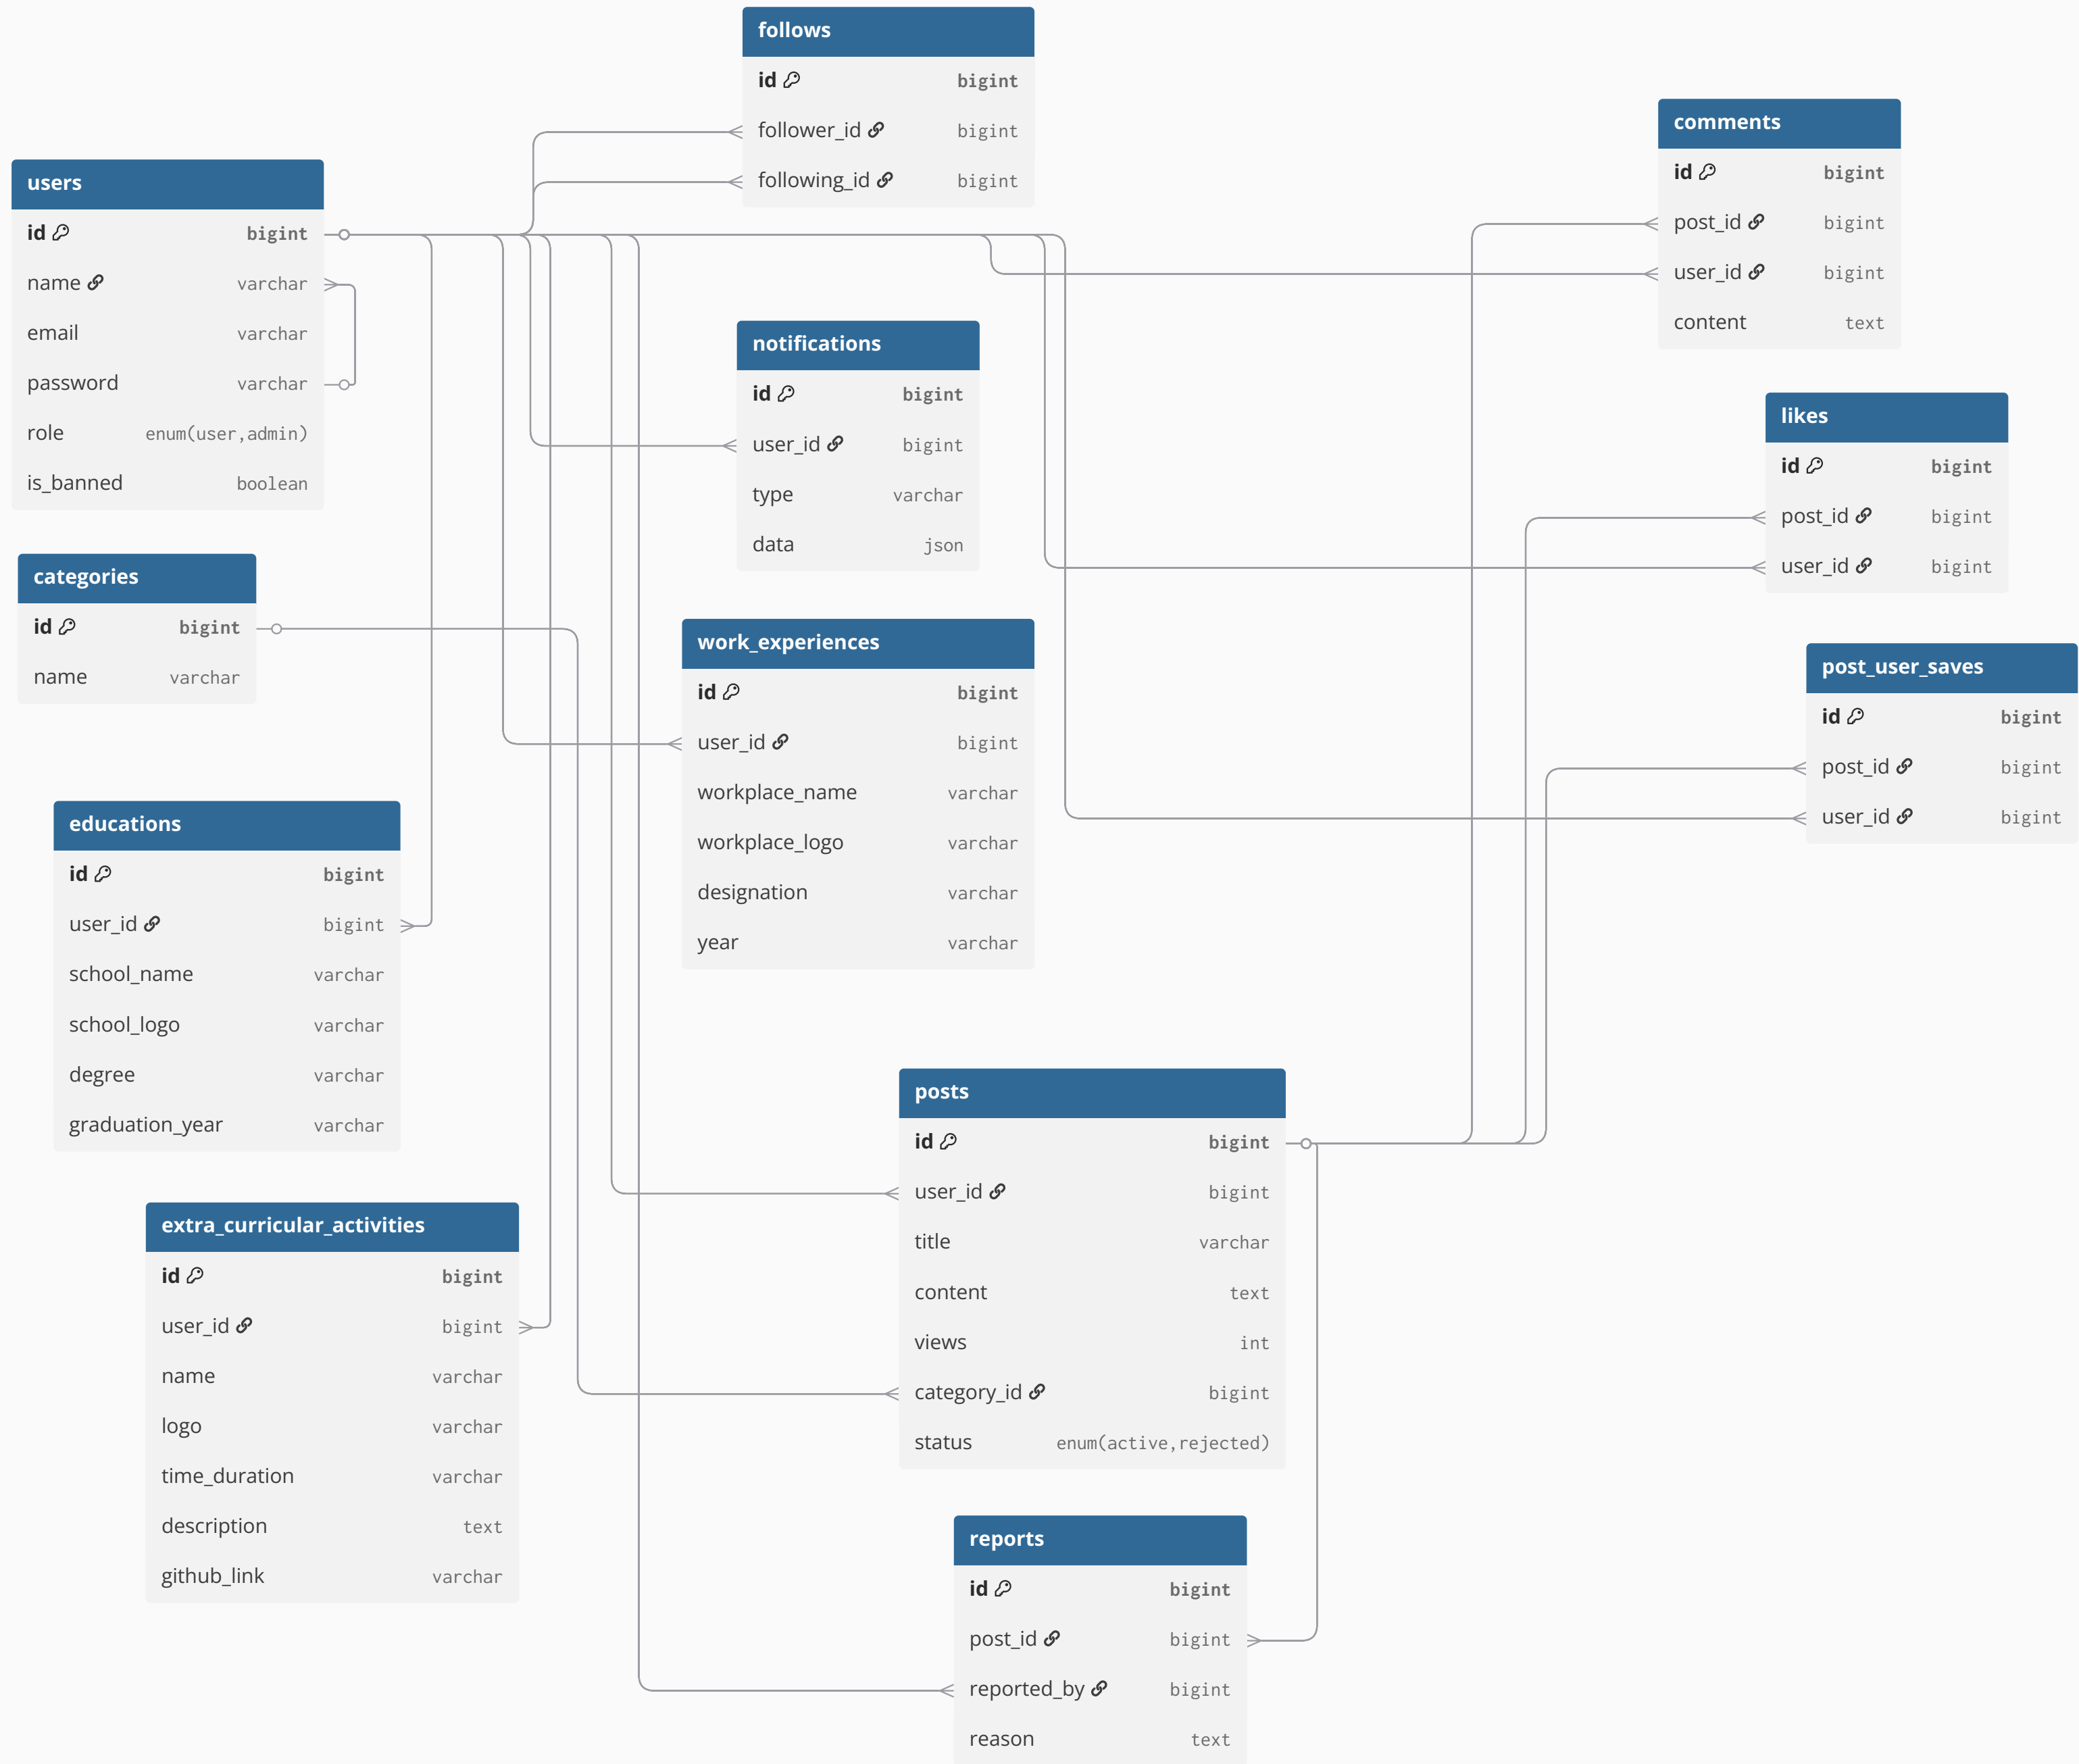 follows
id bigint
follower_id bigint
following_id bigint
users
id bigint
name varchar
email varchar
password varchar
role enum(user,admin)
is_banned boolean
comments
id bigint
post_id bigint
user_id bigint
content text
notifications
id bigint
user_id bigint
type varchar
data json
likes
id bigint
post_id bigint
user_id bigint
categories
id bigint
name varchar
work_experiences
id bigint
user_id bigint
workplace_name varchar
workplace_logo varchar
designation varchar
year varchar
post_user_saves
id bigint
post_id bigint
user_id bigint
educations
id bigint
user_id bigint
school_name varchar
school_logo varchar
degree varchar
graduation_year varchar
posts
id bigint
user_id bigint
title varchar
content text
views int
category_id bigint
status enum(active,rejected)
extra_curricular_activities
id bigint
user_id bigint
name varchar
logo varchar
time_duration varchar
description text
github_link varchar
reports
id bigint
post_id bigint
reported_by bigint
reason text